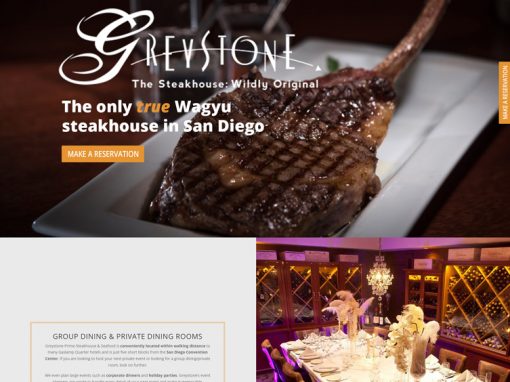 GREYSTONE.
The Steakhouse: Wildly Original
The only true Wagyu
steakhouse in San Diego
MAKE A RESERVATION
MAKE A RESERVATION
GROUP DINING & PRIVATE DINING ROOMS
Greystone Prime Steakhouse & Seafood is conveniently located within walking distance to
many Gaslamp Quarter hotels and is just five short blocks from the San Diego Convention
Center. If you are looking to hold your next private event or looking for a group dining/private
room, look no further.
We even plan large events such as corporate dinners and holiday parties. Greystone's event